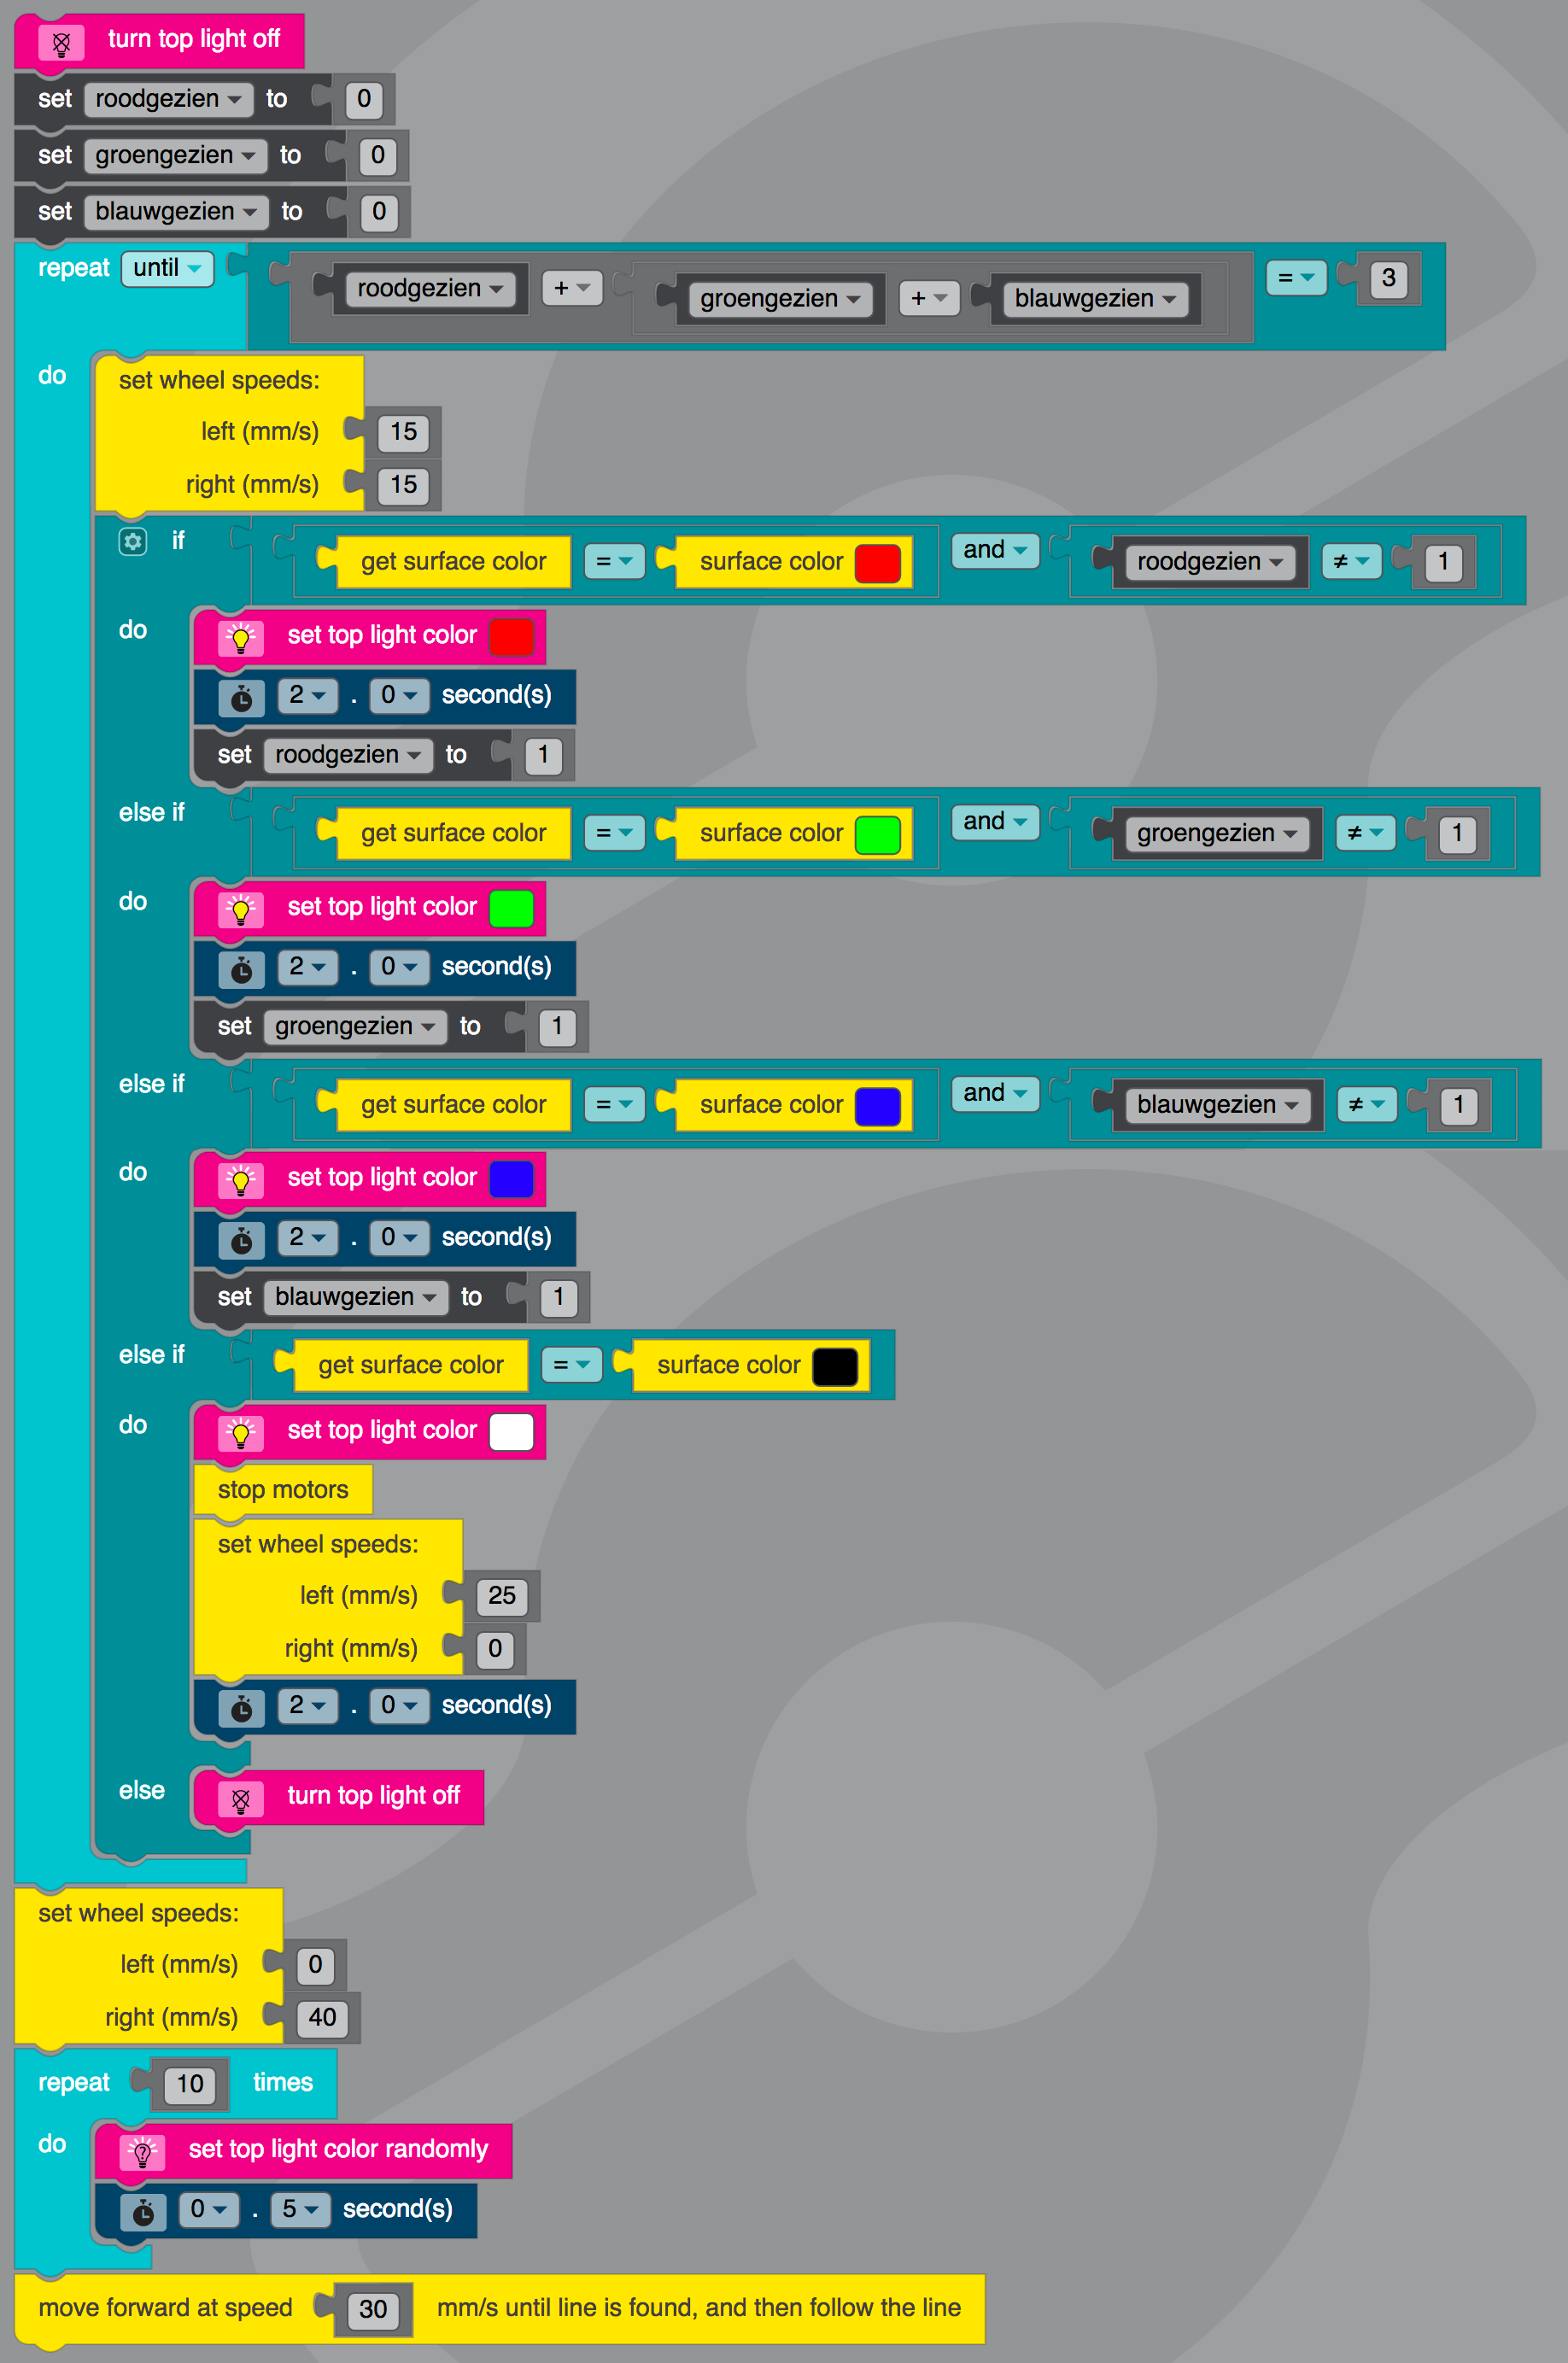 turn top light off
set roodgezien to 0
set groengezien to 0
set blauwgezien to 0
repeat until roodgezien + groengezien + blauwgezien = 3
do
set wheel speeds:
left (mm/s) 15
right (mm/s) 15
if get surface color = surface color and roodgezien ≠ 1
do set top light color
2 . 0 second(s)
set roodgezien to 1
else if get surface color = surface color and groengezien ≠ 1
do set top light color
2 . 0 second(s)
set groengezien to 1
else if get surface color = surface color and blauwgezien ≠ 1
do set top light color
2 . 0 second(s)
set blauwgezien to 1
else if get surface color = surface color
do set top light color
stop motors
set wheel speeds:
left (mm/s) 25
right (mm/s) 0
2 . 0 second(s)
else turn top light off
set wheel speeds:
left (mm/s) 0
right (mm/s) 40
repeat 10 times
do set top light color randomly
0 . 5 second(s)
move forward at speed 30 mm/s until line is found, and then follow the line